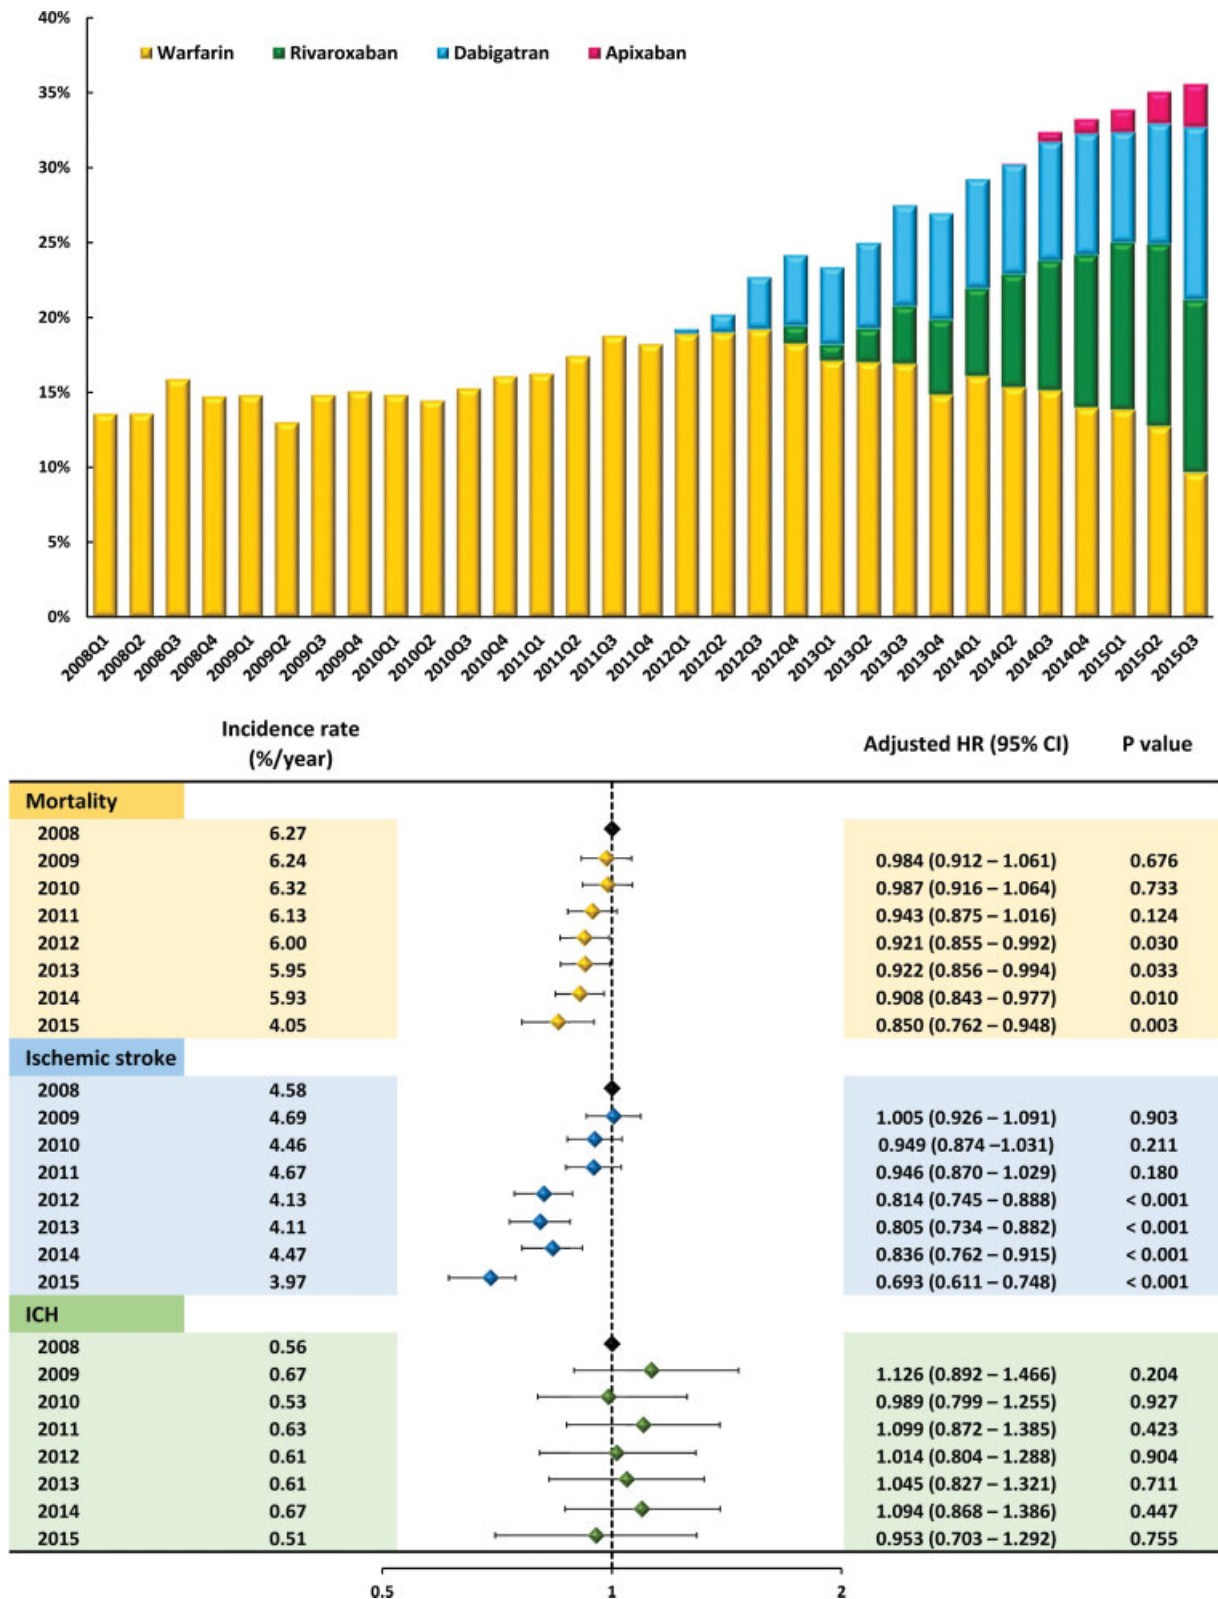 40%
Warfarin Rivaroxaban Dabigatran Apixaban
35%
30%
25%
20%
15%
10%
5%
0%
2008Q1 2008Q2 2008Q3 2008Q4 2009Q1 2009Q2 2009Q3 2009Q4 2010Q1 2010Q2 2010Q3 2010Q4 2011Q1 2011Q2 2011Q3 2011Q4 2012Q1 2012Q2 2012Q3 2012Q4 2013Q1 2013Q2 2013Q3 2013Q4 2014Q1 2014Q2 2014Q3 2014Q4 2015Q1 2015Q2 2015Q3
Incidence rate
(%/year) Adjusted HR (95% CI) P value
Mortality
2008 6.27
2009 6.24 0.984 (0.912 – 1.061) 0.676
2010 6.32 0.987 (0.916 – 1.064) 0.733
2011 6.13 0.943 (0.875 – 1.016) 0.124
2012 6.00 0.921 (0.855 – 0.992) 0.030
2013 5.95 0.922 (0.856 – 0.994) 0.033
2014 5.93 0.908 (0.843 – 0.977) 0.010
2015 4.05 0.850 (0.762 – 0.948) 0.003
Ischemic stroke
2008 4.58
2009 4.69 1.005 (0.926 – 1.091) 0.903
2010 4.46 0.949 (0.874 –1.031) 0.211
2011 4.67 0.946 (0.870 – 1.029) 0.180
2012 4.13 0.814 (0.745 – 0.888) < 0.001
2013 4.11 0.805 (0.734 – 0.882) < 0.001
2014 4.47 0.836 (0.762 – 0.915) < 0.001
2015 3.97 0.693 (0.611 – 0.748) < 0.001
ICH
2008 0.56
2009 0.67 1.126 (0.892 – 1.466) 0.204
2010 0.53 0.989 (0.799 – 1.255) 0.927
2011 0.63 1.099 (0.872 – 1.385) 0.423
2012 0.61 1.014 (0.804 – 1.288) 0.904
2013 0.61 1.045 (0.827 – 1.321) 0.711
2014 0.67 1.094 (0.868 – 1.386) 0.447
2015 0.51 0.953 (0.703 – 1.292) 0.755
0.5 1 2